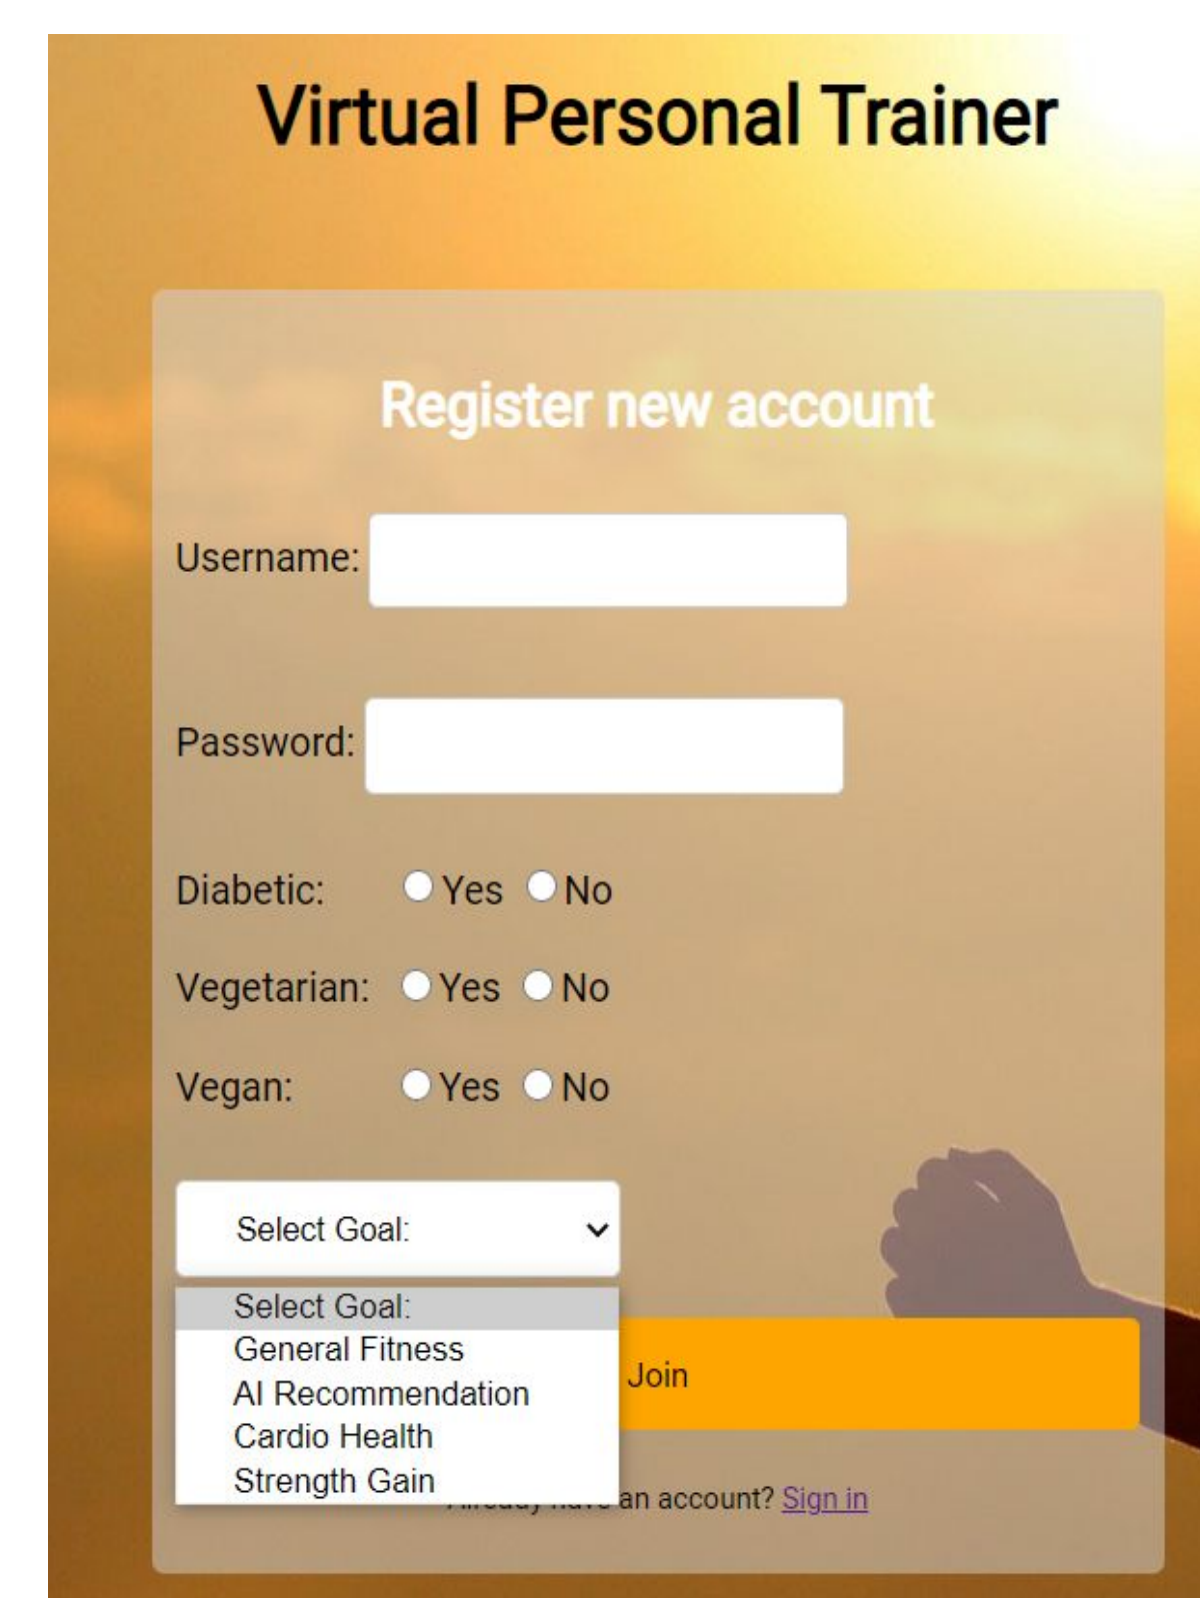 Virtual Personal Trainer
Register new account
Username:
Password:
Diabetic: Yes No
Vegetarian: Yes No
Vegan: Yes No
Select Goal:
Select Goal:
General Fitness
AI Recommendation
Cardio Health
Strength Gain
Join
an account? Sign in